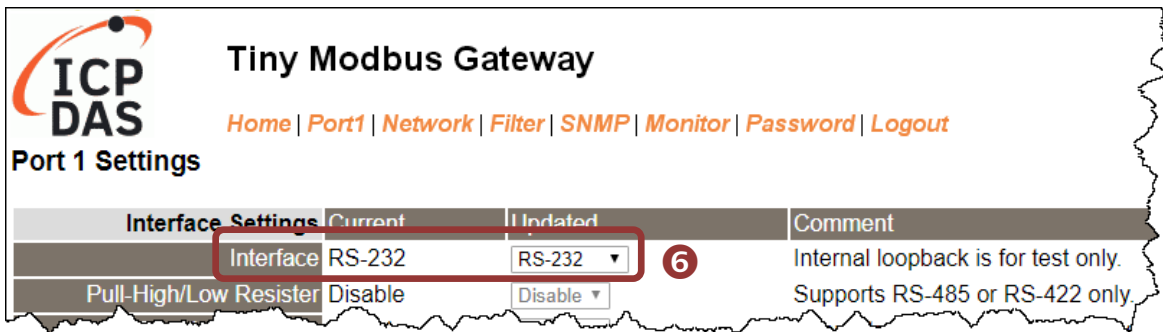 ICP
DAS
Tiny Modbus Gateway
Home | Port1 | Network | Filter | SNMP | Monitor | Password | Logout
Port 1 Settings
Interface Settings Current Updated Comment
Interface RS-232 RS-232 6 Internal loopback is for test only.
Pull-High/Low Resister Disable Disable Supports RS-485 or RS-422 only.